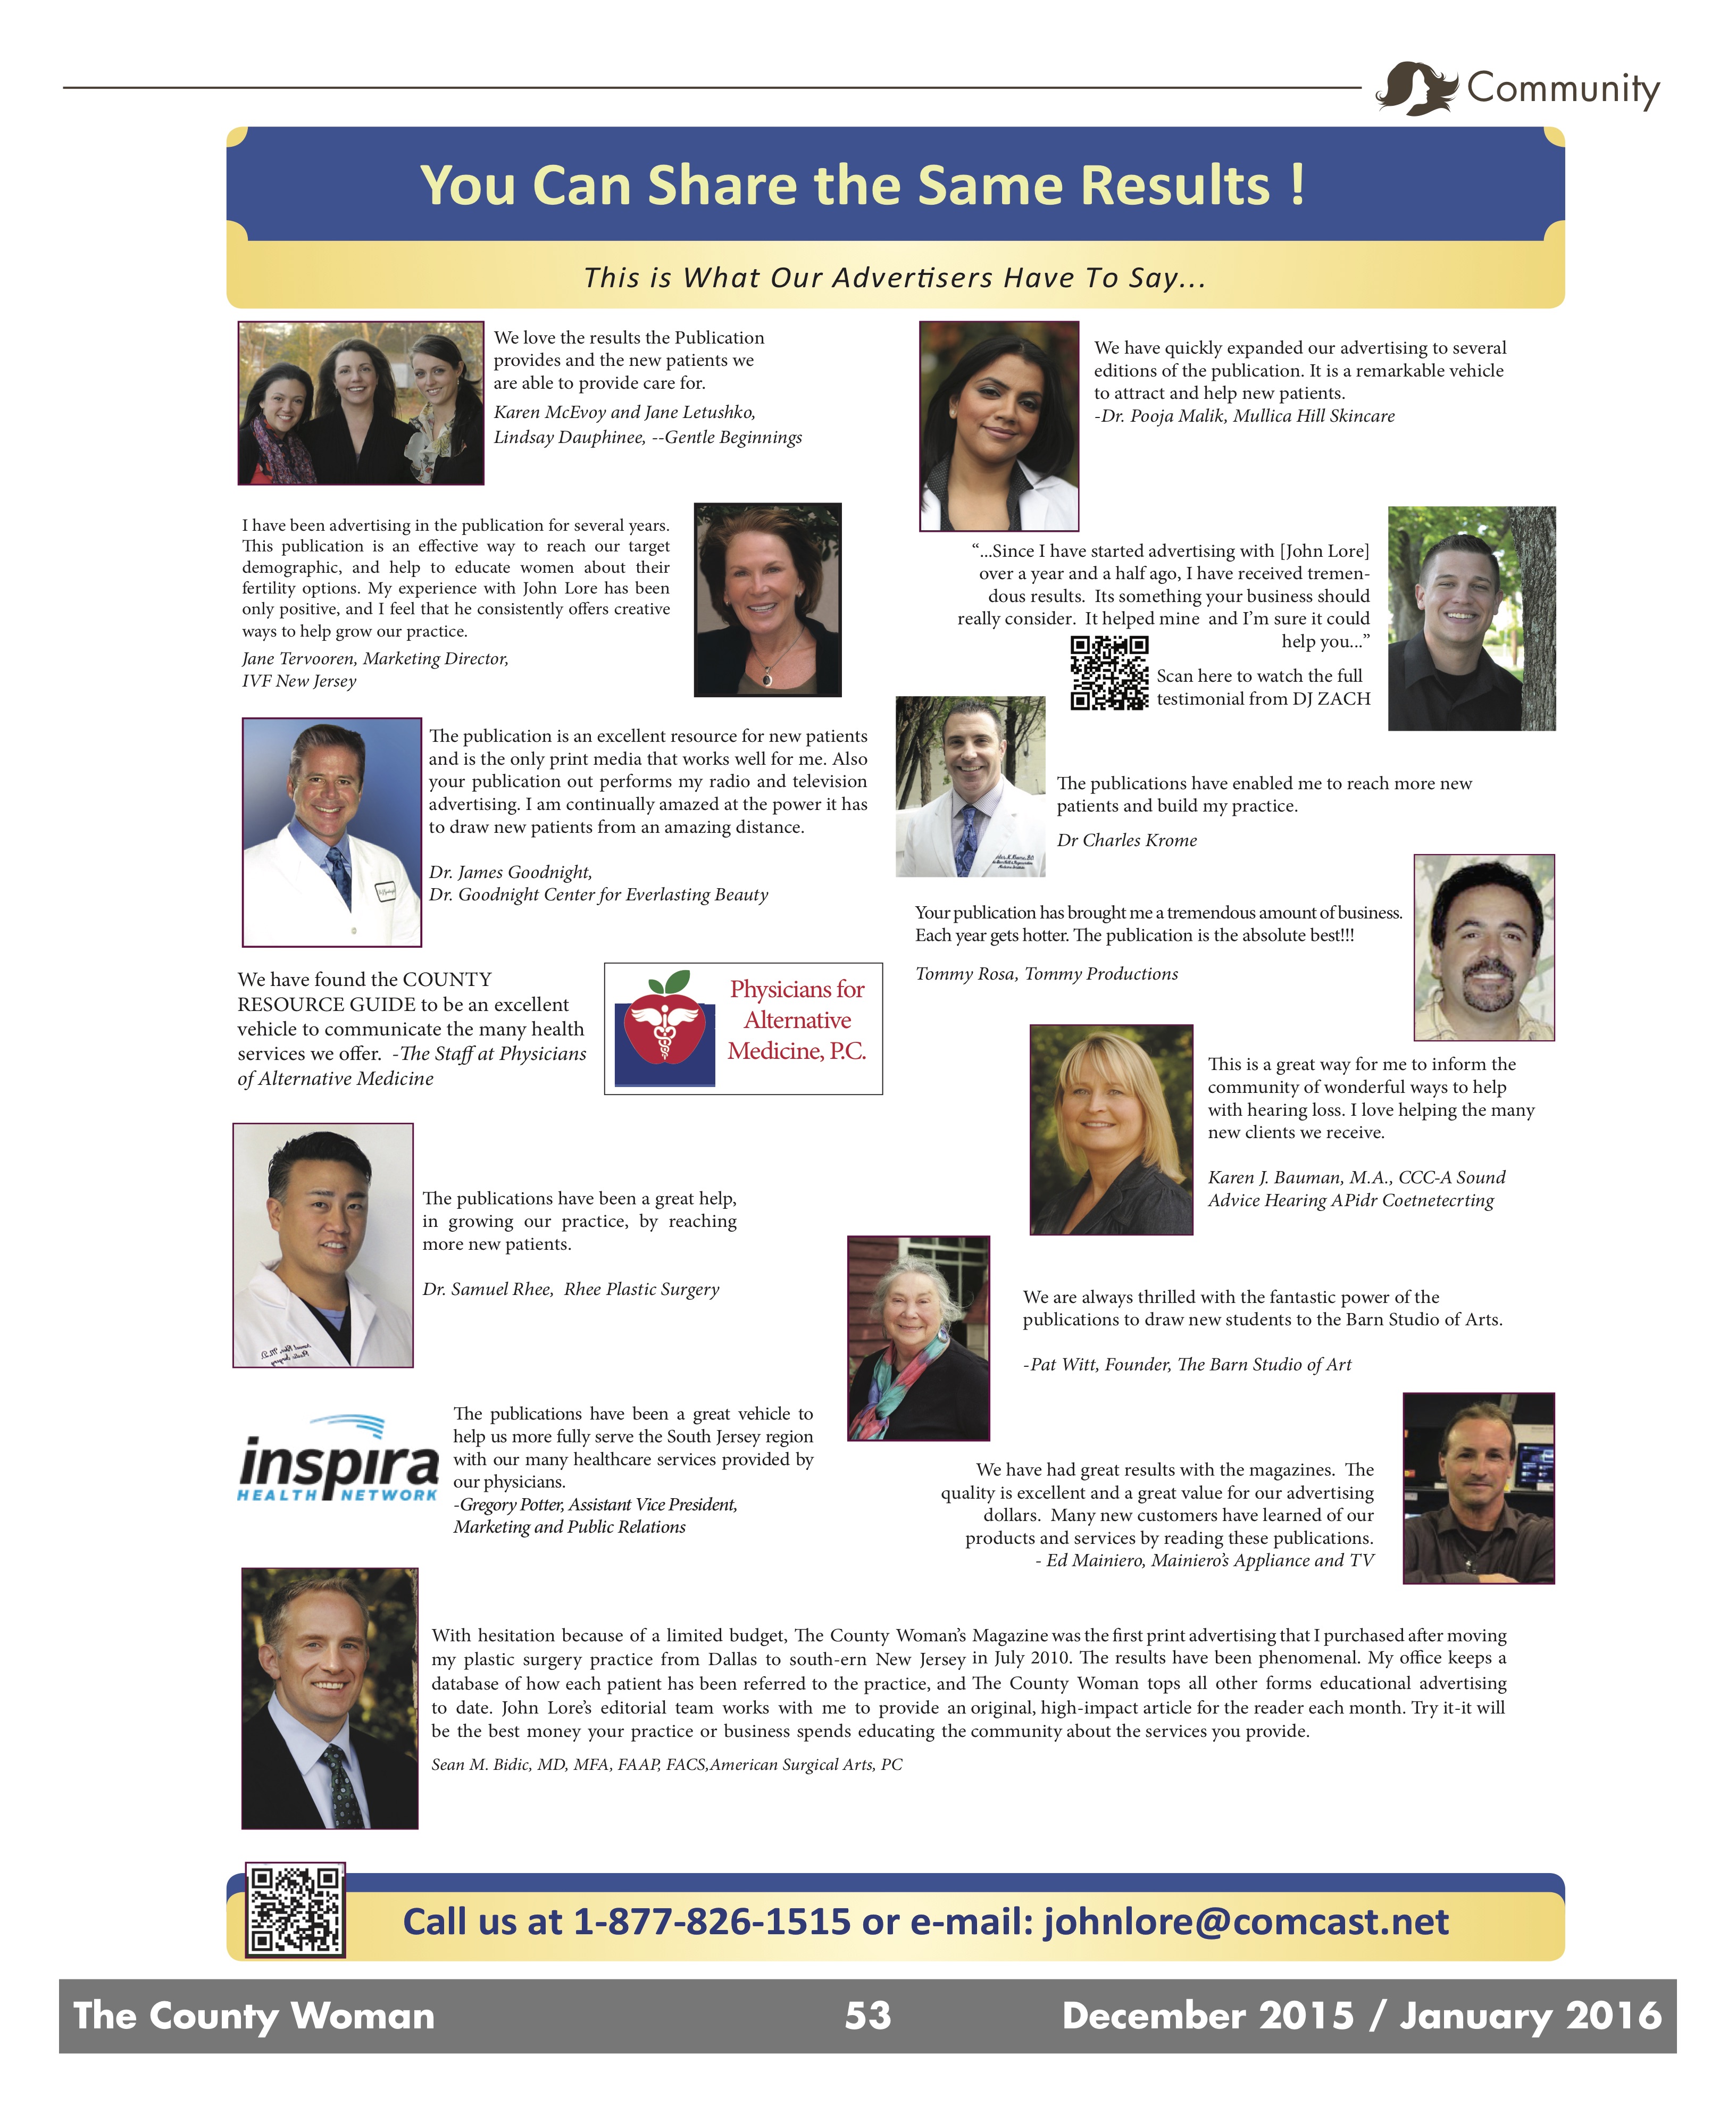 Community
You Can Share the Same Results !
This is What Our Advertisers Have To Say...
We love the results the Publication
provides and the new patients we
are able to provide care for.
Karen McEvoy and Jane Letushko,
Lindsay Dauphinee, --Gentle Beginnings
We have quickly expanded our advertising to several
editions of the publication. It is a remarkable vehicle
to attract and help new patients.
-Dr. Pooja Malik, Mullica Hill Skincare
I have been advertising in the publication for several years.
This publication is an effective way to reach our target
demographic, and help to educate women about their
fertility options. My experience with John Lore has been
only positive, and I feel that he consistently offers creative
ways to help grow our practice.
Jane Tervooren, Marketing Director,
IVF New Jersey
“...Since I have started advertising with [John Lore]
over a year and a half ago, I have received tremen-
dous results. Its something your business should
really consider. It helped mine and I’m sure it could
help you...”
Scan here to watch the full
testimonial from DJ ZACH
The publication is an excellent resource for new patients
and is the only print media that works well for me. Also
your publication out performs my radio and television
advertising. I am continually amazed at the power it has
to draw new patients from an amazing distance.
Dr. James Goodnight,
Dr. Goodnight Center for Everlasting Beauty
The publications have enabled me to reach more new
patients and build my practice.
Dr Charles Krome
Your publication has brought me a tremendous amount of business.
Each year gets hotter. The publication is the absolute best!!!
Tommy Rosa, Tommy Productions
We have found the COUNTY
RESOURCE GUIDE to be an excellent
vehicle to communicate the many health
services we offer. -The Staff at Physicians
of Alternative Medicine
Physicians for
Alternative
Medicine, P.C.
This is a great way for me to inform the
community of wonderful ways to help
with hearing loss. I love helping the many
new clients we receive.
Karen J. Bauman, M.A., CCC-A Sound
Advice Hearing APidr Coetnetecrting
The publications have been a great help,
in growing our practice, by reaching
more new patients.
Dr. Samuel Rhee, Rhee Plastic Surgery
We are always thrilled with the fantastic power of the
publications to draw new students to the Barn Studio of Arts.
-Pat Witt, Founder, The Barn Studio of Art
inspira
HEALTH NETWORK
The publications have been a great vehicle to
help us more fully serve the South Jersey region
with our many healthcare services provided by
our physicians.
-Gregory Potter, Assistant Vice President,
Marketing and Public Relations
We have had great results with the magazines. The
quality is excellent and a great value for our advertising
dollars. Many new customers have learned of our
products and services by reading these publications.
- Ed Mainiero, Mainiero’s Appliance and TV
With hesitation because of a limited budget, The County Woman’s Magazine was the first print advertising that I purchased after moving
my plastic surgery practice from Dallas to south-ern New Jersey in July 2010. The results have been phenomenal. My office keeps a
database of how each patient has been referred to the practice, and The County Woman tops all other forms educational advertising
to date. John Lore’s editorial team works with me to provide an original, high-impact article for the reader each month. Try it-it will
be the best money your practice or business spends educating the community about the services you provide.
Sean M. Bidic, MD, MFA, FAAP, FACS,American Surgical Arts, PC
Call us at 1-877-826-1515 or e-mail: johnlore@comcast.net
The County Woman 53 December 2015 / January 2016